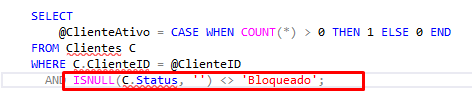 SELECT
@ClienteAtivo = CASE WHEN COUNT(*) > 0 THEN 1 ELSE 0 END
FROM Clientes C
WHERE C.ClienteID = @ClienteID
AND ISNULL(C.Status, '') <> 'Bloqueado';